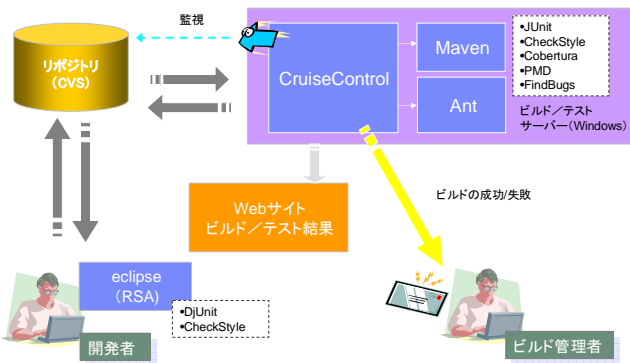 監視
リポジトリ
（CVS）
CruiseControl
Maven
Ant
•JUnit
•CheckStyle
•Cobertura
•PMD
•FindBugs
ビルド／テスト
サーバー（Windows）
Webサイト
ビルド／テスト結果
ビルドの成功/失敗
eclipse
（RSA）
•DjUnit
•CheckStyle
開発者
ビルド管理者